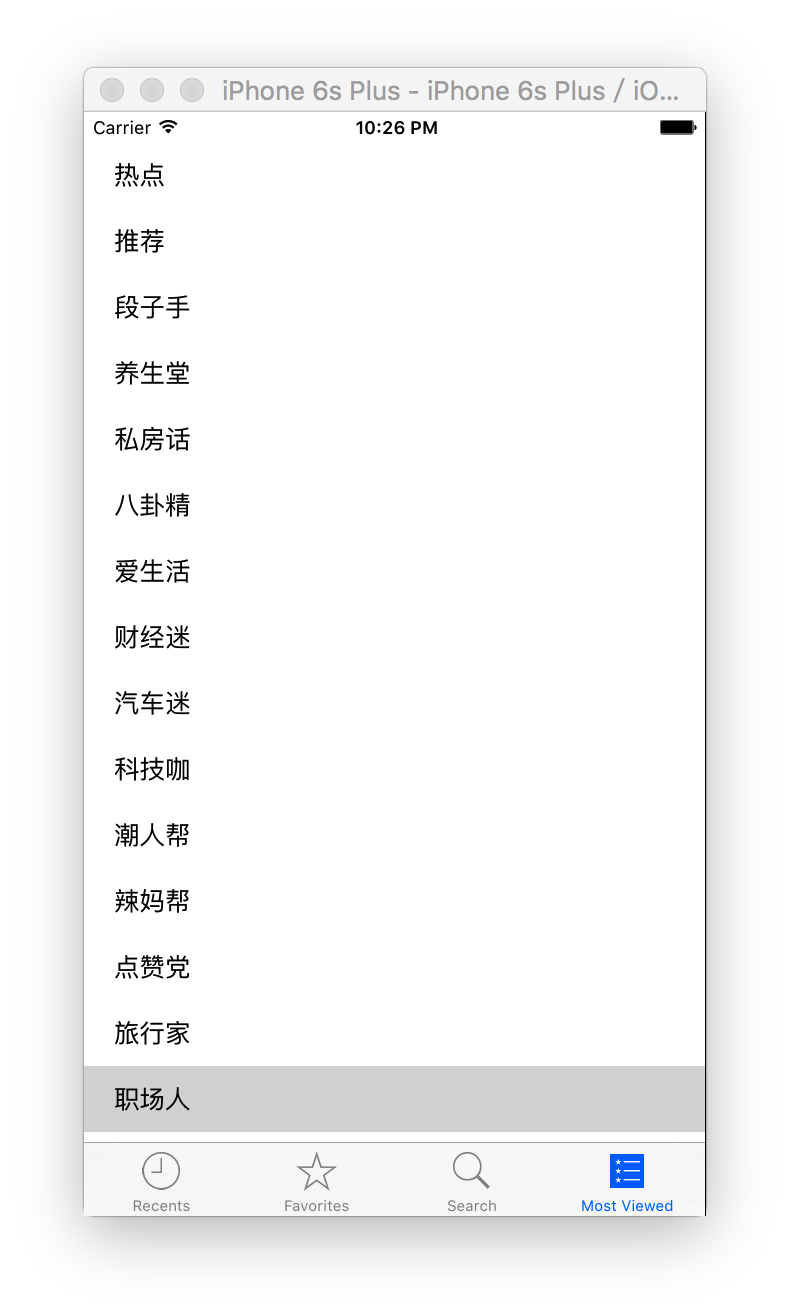 iPhone 6s Plus - iPhone 6s Plus / iO...
Carrier 10:26 PM
热点
推荐
段子手
养生堂
私房话
八卦精
爱生活
财经迷
汽车迷
科技咖
潮人帮
辣妈帮
点赞党
旅行家
职场人
Recents Favorites Search Most Viewed